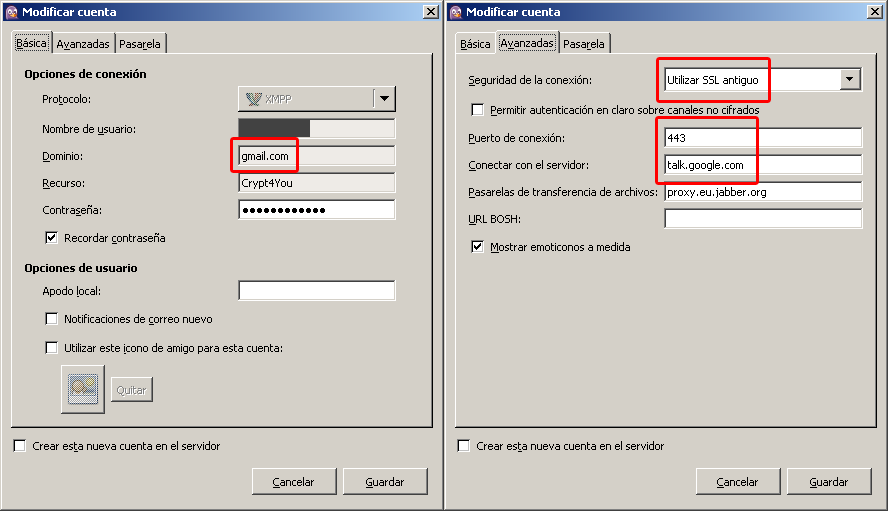 Modificar cuenta
Básica Avanzadas Pasarela
Opciones de conexión
Protocolo: XMPP
Nombre de usuario:
Dominio: gmail.com
Recurso: Crypt4You
Contraseña: ●●●●●●●●●●●●
Recordar contraseña
Opciones de usuario
Apodo local:
Notificaciones de correo nuevo
Utilizar este icono de amigo para esta cuenta:
Quitar
Crear esta nueva cuenta en el servidor
Cancelar Guardar
Modificar cuenta
Básica Avanzadas Pasarela
Seguridad de la conexión: Utilizar SSL antiguo
Permitir autenticación en claro sobre canales no cifrados
Puerto de conexión: 443
Conectar con el servidor: talk.google.com
Pasarelas de transferencia de archivos: proxy.eu.jabber.org
URL BOSH:
Mostrar emoticonos a medida
Crear esta nueva cuenta en el servidor
Cancelar Guardar